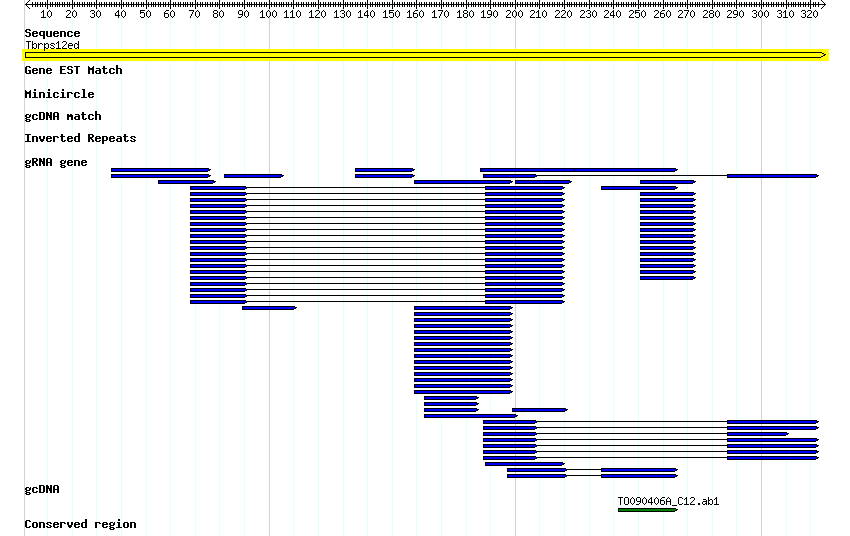 10 20 30 40 50 60 70 80 90 100 110 120 130 140 150 160 170 180 190 200 210 220 230 240 250 260 270 280 290 300 310 320
Sequence
Tbrps12ed
Gene EST Match
Minicircle
gcDNA match
Inverted Repeats
gRNA gene
gcDNA
TO090406A_C12.ab1
Conserved region